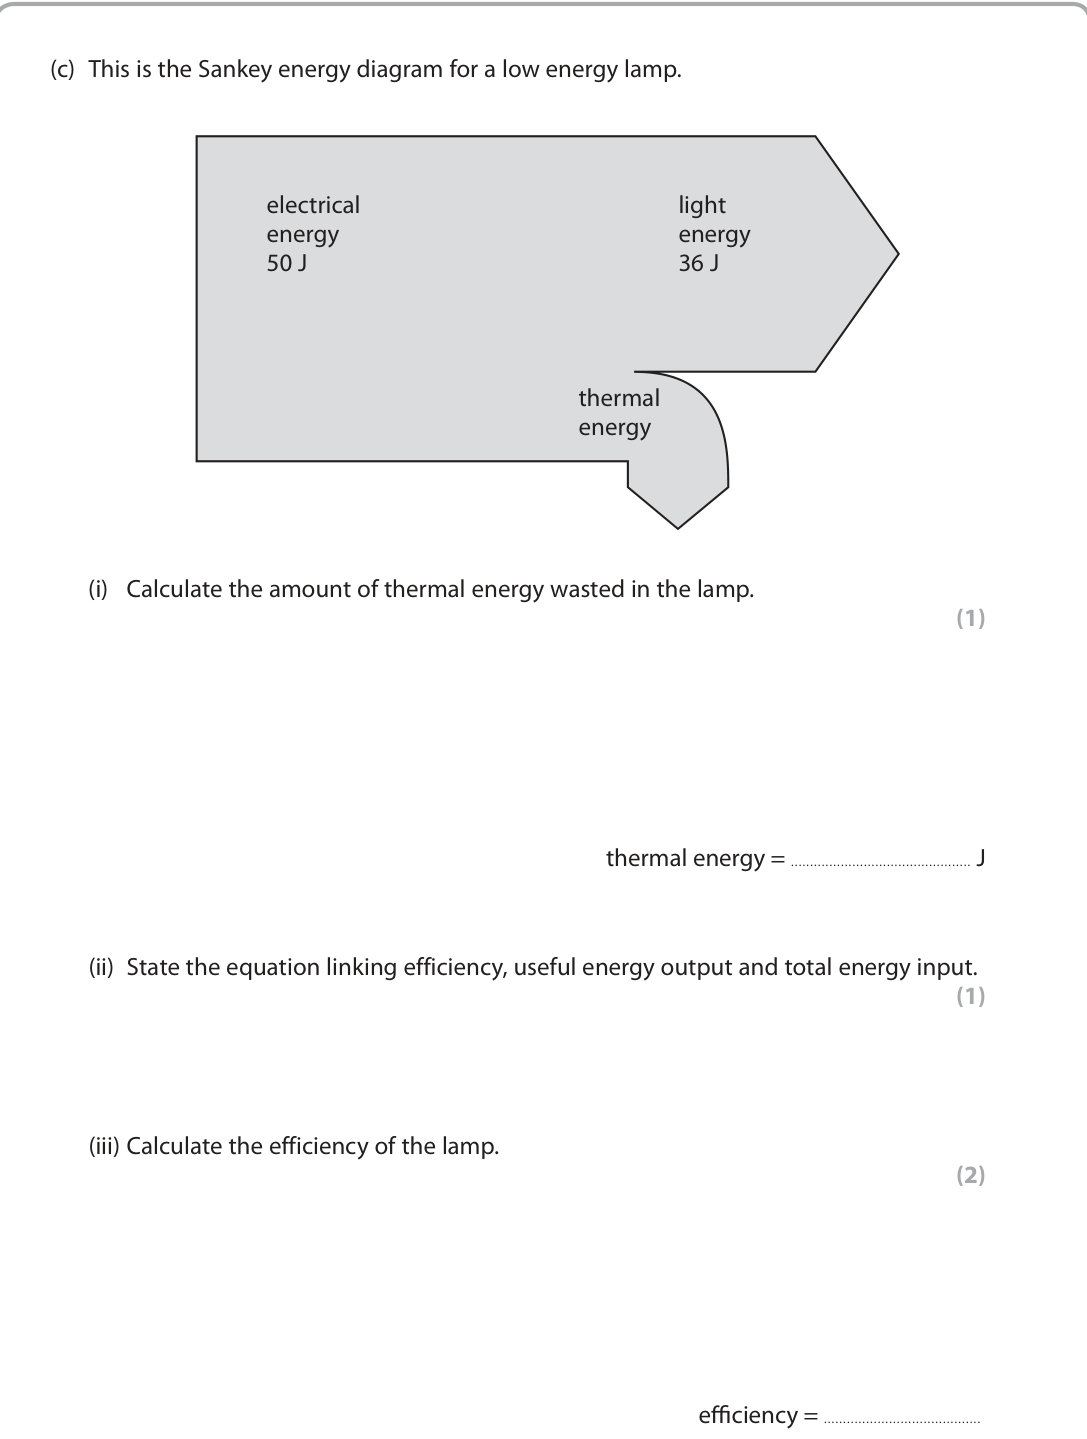 (c) This is the Sankey energy diagram for a low energy lamp.
electrical
energy
50 J
light
energy
36 J
thermal
energy
(i) Calculate the amount of thermal energy wasted in the lamp.
(1)
thermal energy = ............................................... J
(ii) State the equation linking efficiency, useful energy output and total energy input.
(1)
(iii) Calculate the efficiency of the lamp.
(2)
efficiency = .........................................